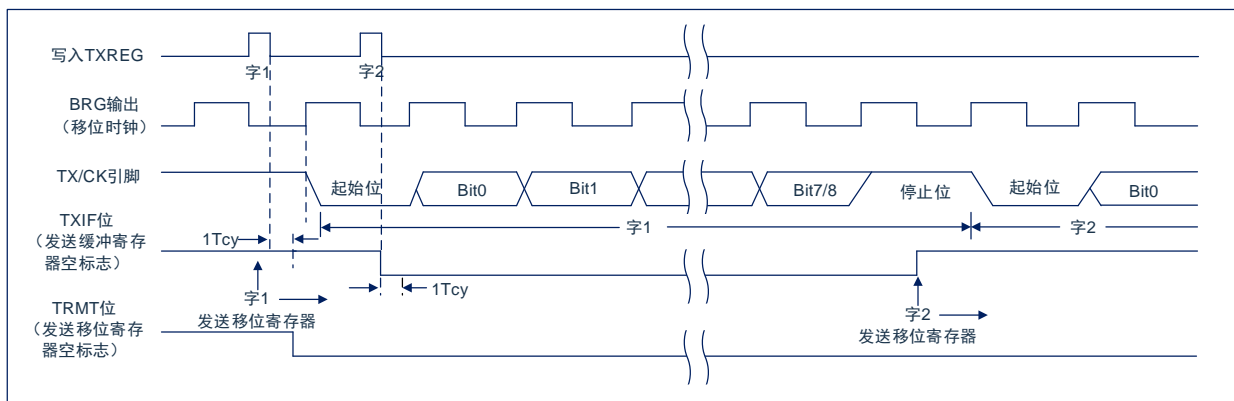 写入TXREG
字1
字2
BRG输出
（移位时钟）
TX/CK引脚
起始位
Bit0
Bit1
Bit7/8
停止位
起始位
Bit0
字1
字2
TXIF位
（发送缓冲寄存
器空标志）
1Tcy
1Tcy
字1
发送移位寄存器
字2
发送移位寄存器
TRMT位
（发送移位寄存
器空标志）